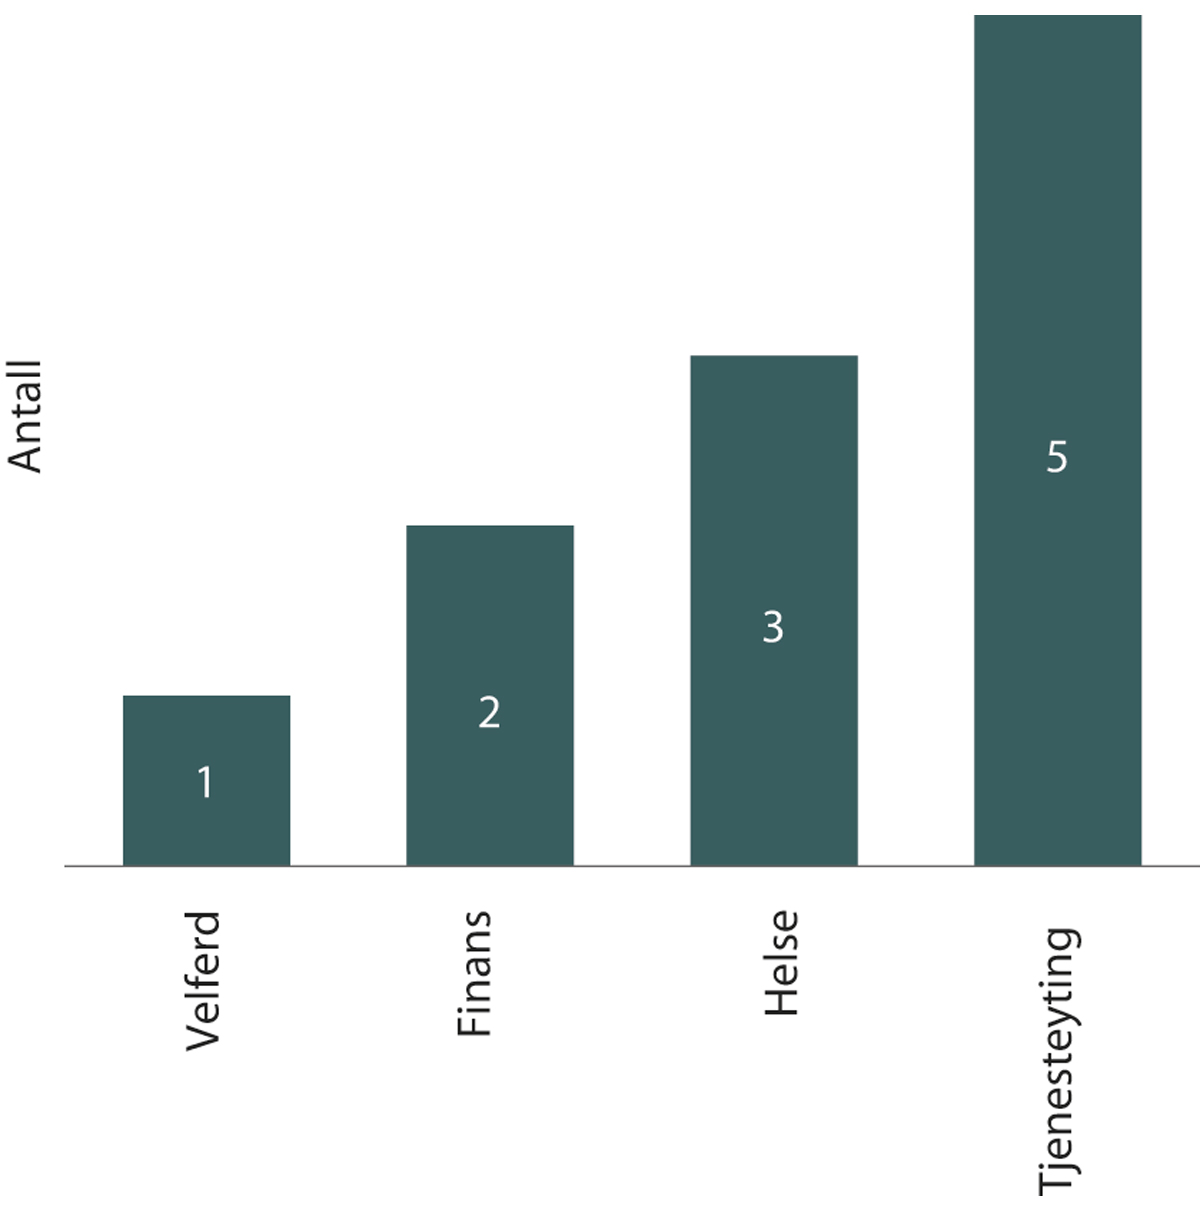 Antall
1
2
3
5
Velferd
Finans
Helse
Tjenesteyting